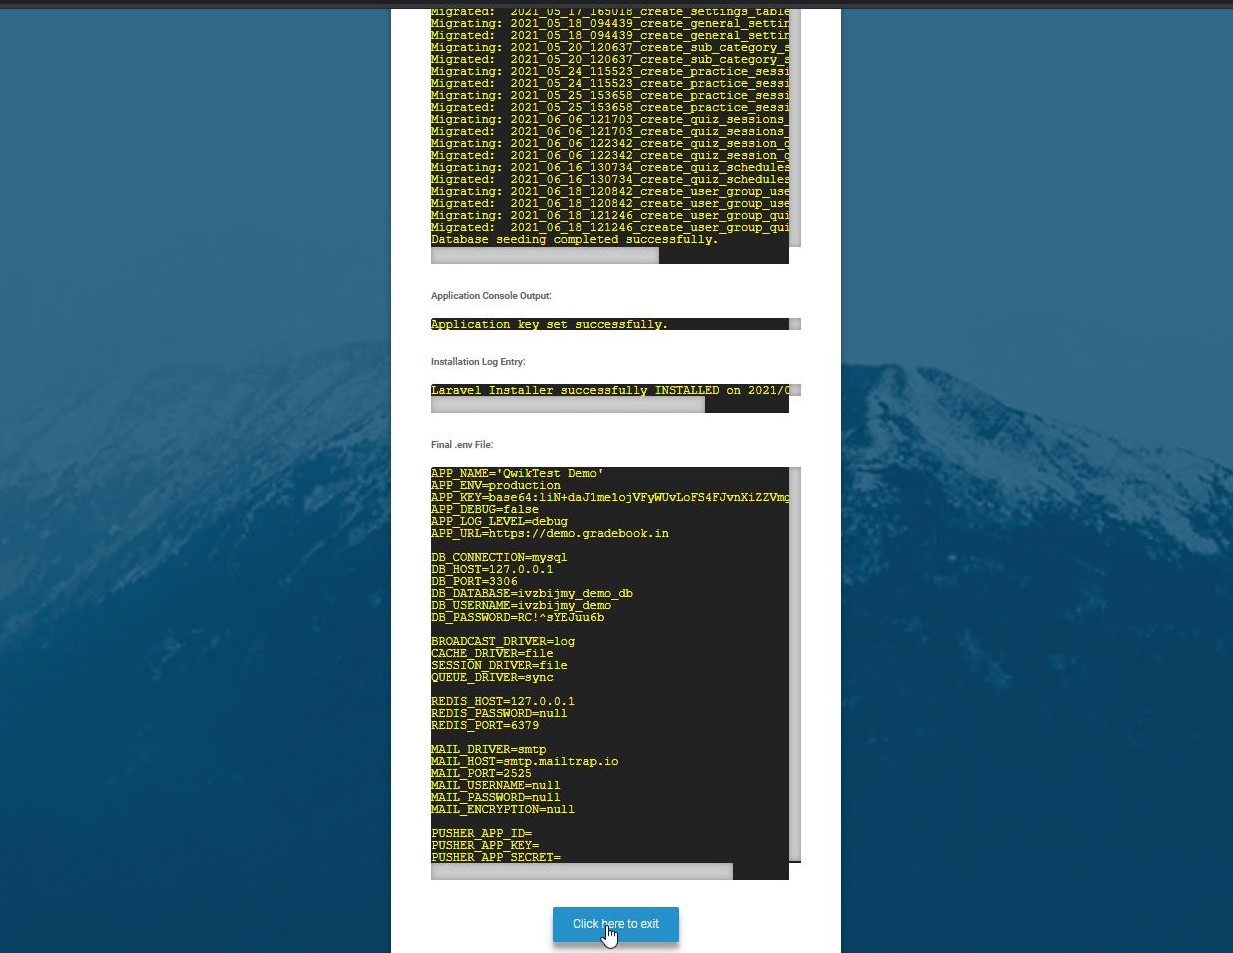 Migrated:  2021_05_17_165018_create_settings_table
Migrating: 2021_05_18_094439_create_general_settin
Migrated:  2021_05_18_094439_create_general_settin
Migrating: 2021_05_20_120637_create_sub_category_s
Migrated:  2021_05_20_120637_create_sub_category_s
Migrating: 2021_05_24_115523_create_practice_sessi
Migrated:  2021_05_24_115523_create_practice_sessi
Migrating: 2021_05_25_153658_create_practice_sessi
Migrated:  2021_05_25_153658_create_practice_sessi
Migrating: 2021_06_06_121703_create_quiz_sessions_
Migrated:  2021_06_06_121703_create_quiz_sessions_
Migrating: 2021_06_06_122342_create_quiz_session_q
Migrated:  2021_06_06_122342_create_quiz_session_q
Migrating: 2021_06_16_130734_create_quiz_schedules
Migrated:  2021_06_16_130734_create_quiz_schedules
Migrating: 2021_06_18_120842_create_user_group_use
Migrated:  2021_06_18_120842_create_user_group_use
Migrating: 2021_06_18_121246_create_user_group_qui
Migrated:  2021_06_18_121246_create_user_group_qui
Database seeding completed successfully.
Application Console Output:
Application key set successfully.
Installation Log Entry:
Laravel Installer successfully INSTALLED on 2021/0
Final .env File:
APP_NAME='QwikTest Demo'
APP_ENV=production
APP_KEY=base64:liN+daJ1me1ojVFyWUvLoFS4FJvnXiZZVmg
APP_DEBUG=false
APP_LOG_LEVEL=debug
APP_URL=https://demo.gradebook.in
DB_CONNECTION=mysql
DB_HOST=127.0.0.1
DB_PORT=3306
DB_DATABASE=ivzbijmy_demo_db
DB_USERNAME=ivzbijmy_demo
DB_PASSWORD=RC!^sYEJuu6b
BROADCAST_DRIVER=log
CACHE_DRIVER=file
SESSION_DRIVER=file
QUEUE_DRIVER=sync
REDIS_HOST=127.0.0.1
REDIS_PASSWORD=null
REDIS_PORT=6379
MAIL_DRIVER=smtp
MAIL_HOST=smtp.mailtrap.io
MAIL_PORT=2525
MAIL_USERNAME=null
MAIL_PASSWORD=null
MAIL_ENCRYPTION=null
PUSHER_APP_ID=
PUSHER_APP_KEY=
PUSHER_APP_SECRET=
Click here to exit